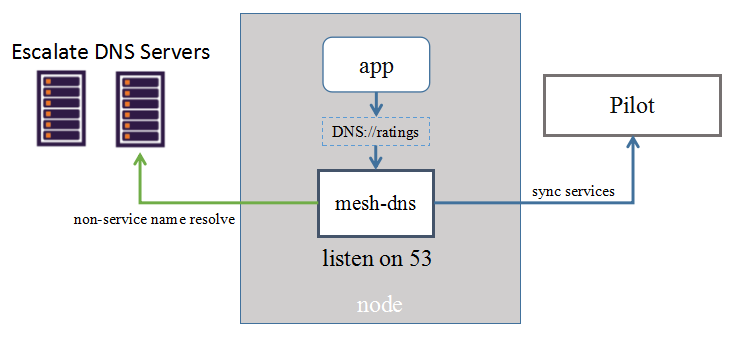 Escalate DNS Servers
app
DNS://ratings
Pilot
mesh-dns
sync services
non-service name resolve
listen on 53
node